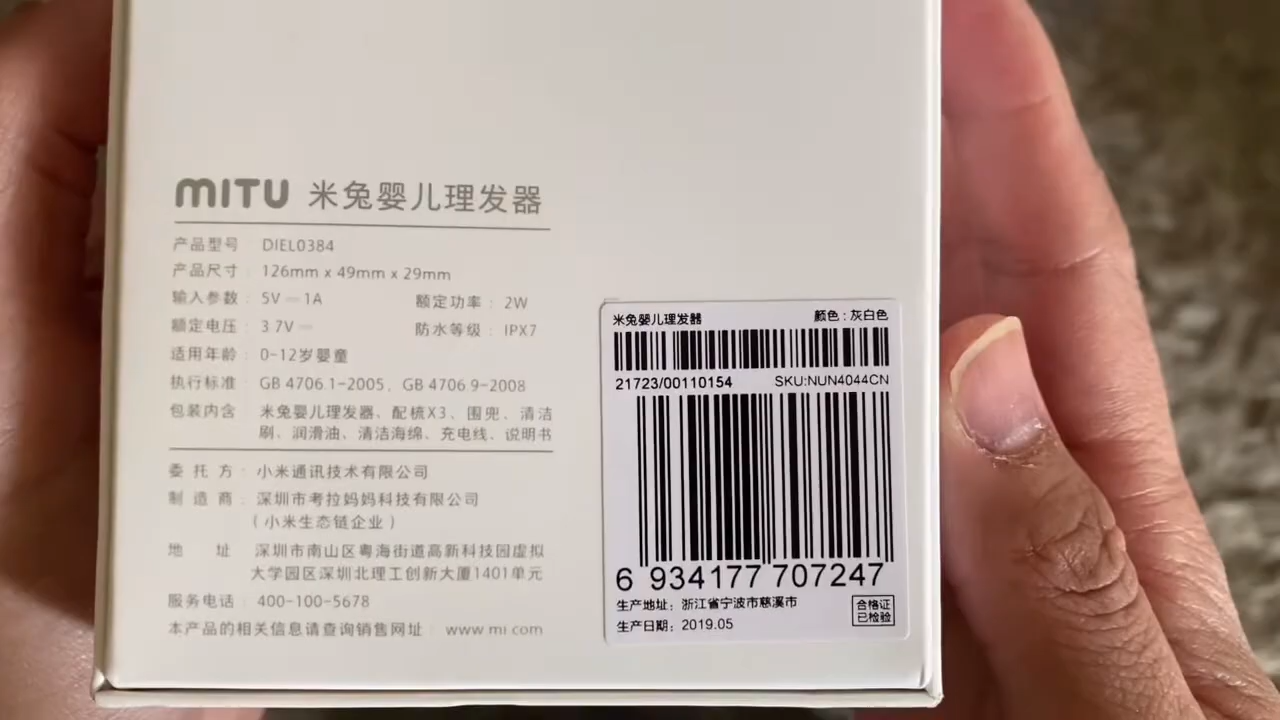 MITU 米兔婴儿理发器
产品型号 DIEL0384
产品尺寸: 126mm x 49mm x 29mm
输入参数: 5V⎓1A 额定功率: 2W
额定电压: 3.7V⎓ 防水等级: IPX7
适用年龄: 0-12岁婴童
执行标准: GB 4706.1-2005、GB 4706.9-2008
包装内含: 米兔婴儿理发器、配梳X3、围兜、清洁
刷、润滑油、清洁海绵、充电线、说明书
委托方: 小米通讯技术有限公司
制造商: 深圳市考拉妈妈科技有限公司
(小米生态链企业)
地址 深圳市南山区粤海街道高新科技园虚拟
大学园区深圳北理工创新大厦1401单元
服务电话: 400-100-5678
本产品的相关信息请查询销售网址: www.mi.com
米兔婴儿理发器 颜色: 灰白色
21723/00110154 SKU:NUN4044CN
6 934177 707247
生产地址: 浙江省宁波市慈溪市
生产日期: 2019.05
合格证
已检验